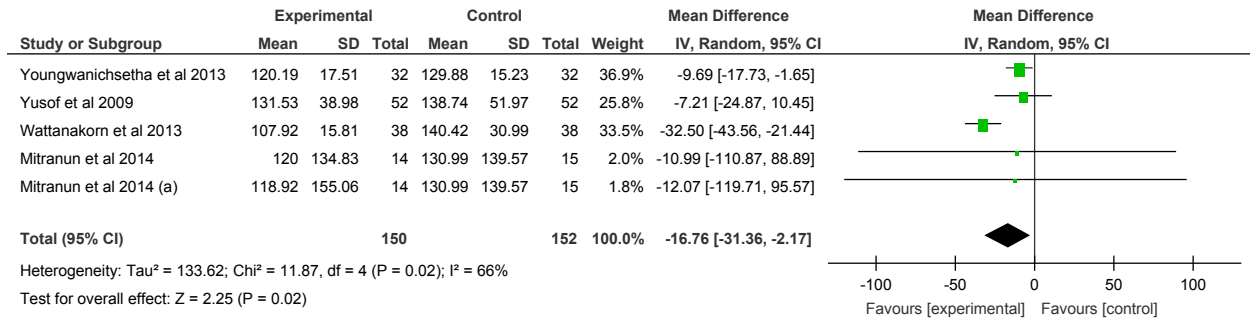 Experimental Control Mean Difference Mean Difference
Study or Subgroup Mean SD Total Mean SD Total Weight IV, Random, 95% CI IV, Random, 95% CI
Youngwanichsetha et al 2013 120.19 17.51 32 129.88 15.23 32 36.9% -9.69 [-17.73, -1.65]
Yusof et al 2009 131.53 38.98 52 138.74 51.97 52 25.8% -7.21 [-24.87, 10.45]
Wattanakorn et al 2013 107.92 15.81 38 140.42 30.99 38 33.5% -32.50 [-43.56, -21.44]
Mitranun et al 2014 120 134.83 14 130.99 139.57 15 2.0% -10.99 [-110.87, 88.89]
Mitranun et al 2014 (a) 118.92 155.06 14 130.99 139.57 15 1.8% -12.07 [-119.71, 95.57]
Total (95% CI) 150 152 100.0% -16.76 [-31.36, -2.17]
Heterogeneity: Tau² = 133.62; Chi² = 11.87, df = 4 (P = 0.02); I² = 66%
Test for overall effect: Z = 2.25 (P = 0.02)
-100 -50 0 50 100
Favours [experimental] Favours [control]